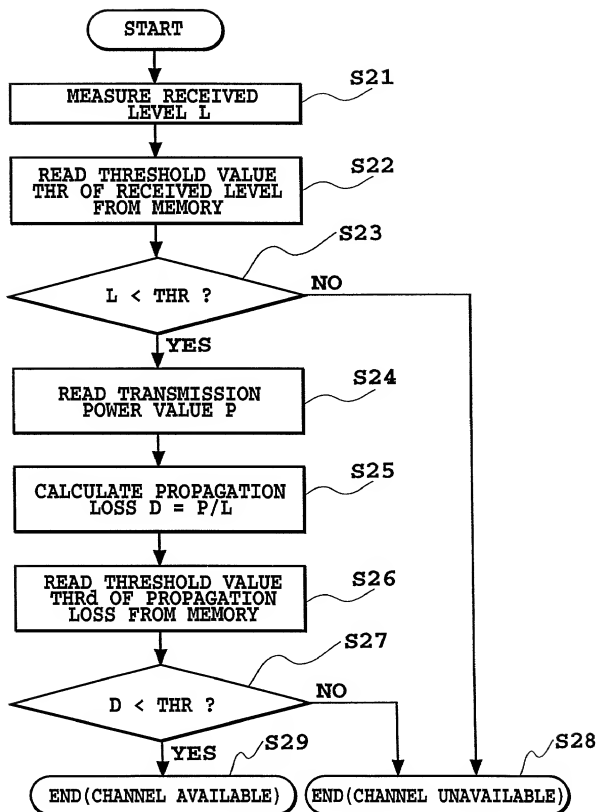 START
S21
MEASURE RECEIVED
LEVEL L
S22
READ THRESHOLD VALUE
THR OF RECEIVED LEVEL
FROM MEMORY
S23
L < THR ?
NO
YES
S24
READ TRANSMISSION
POWER VALUE P
S25
CALCULATE PROPAGATION
LOSS D = P/L
S26
READ THRESHOLD VALUE
THRd OF PROPAGATION
LOSS FROM MEMORY
S27
D < THR ?
NO
YES
S29
S28
END(CHANNEL AVAILABLE)
END(CHANNEL UNAVAILABLE)